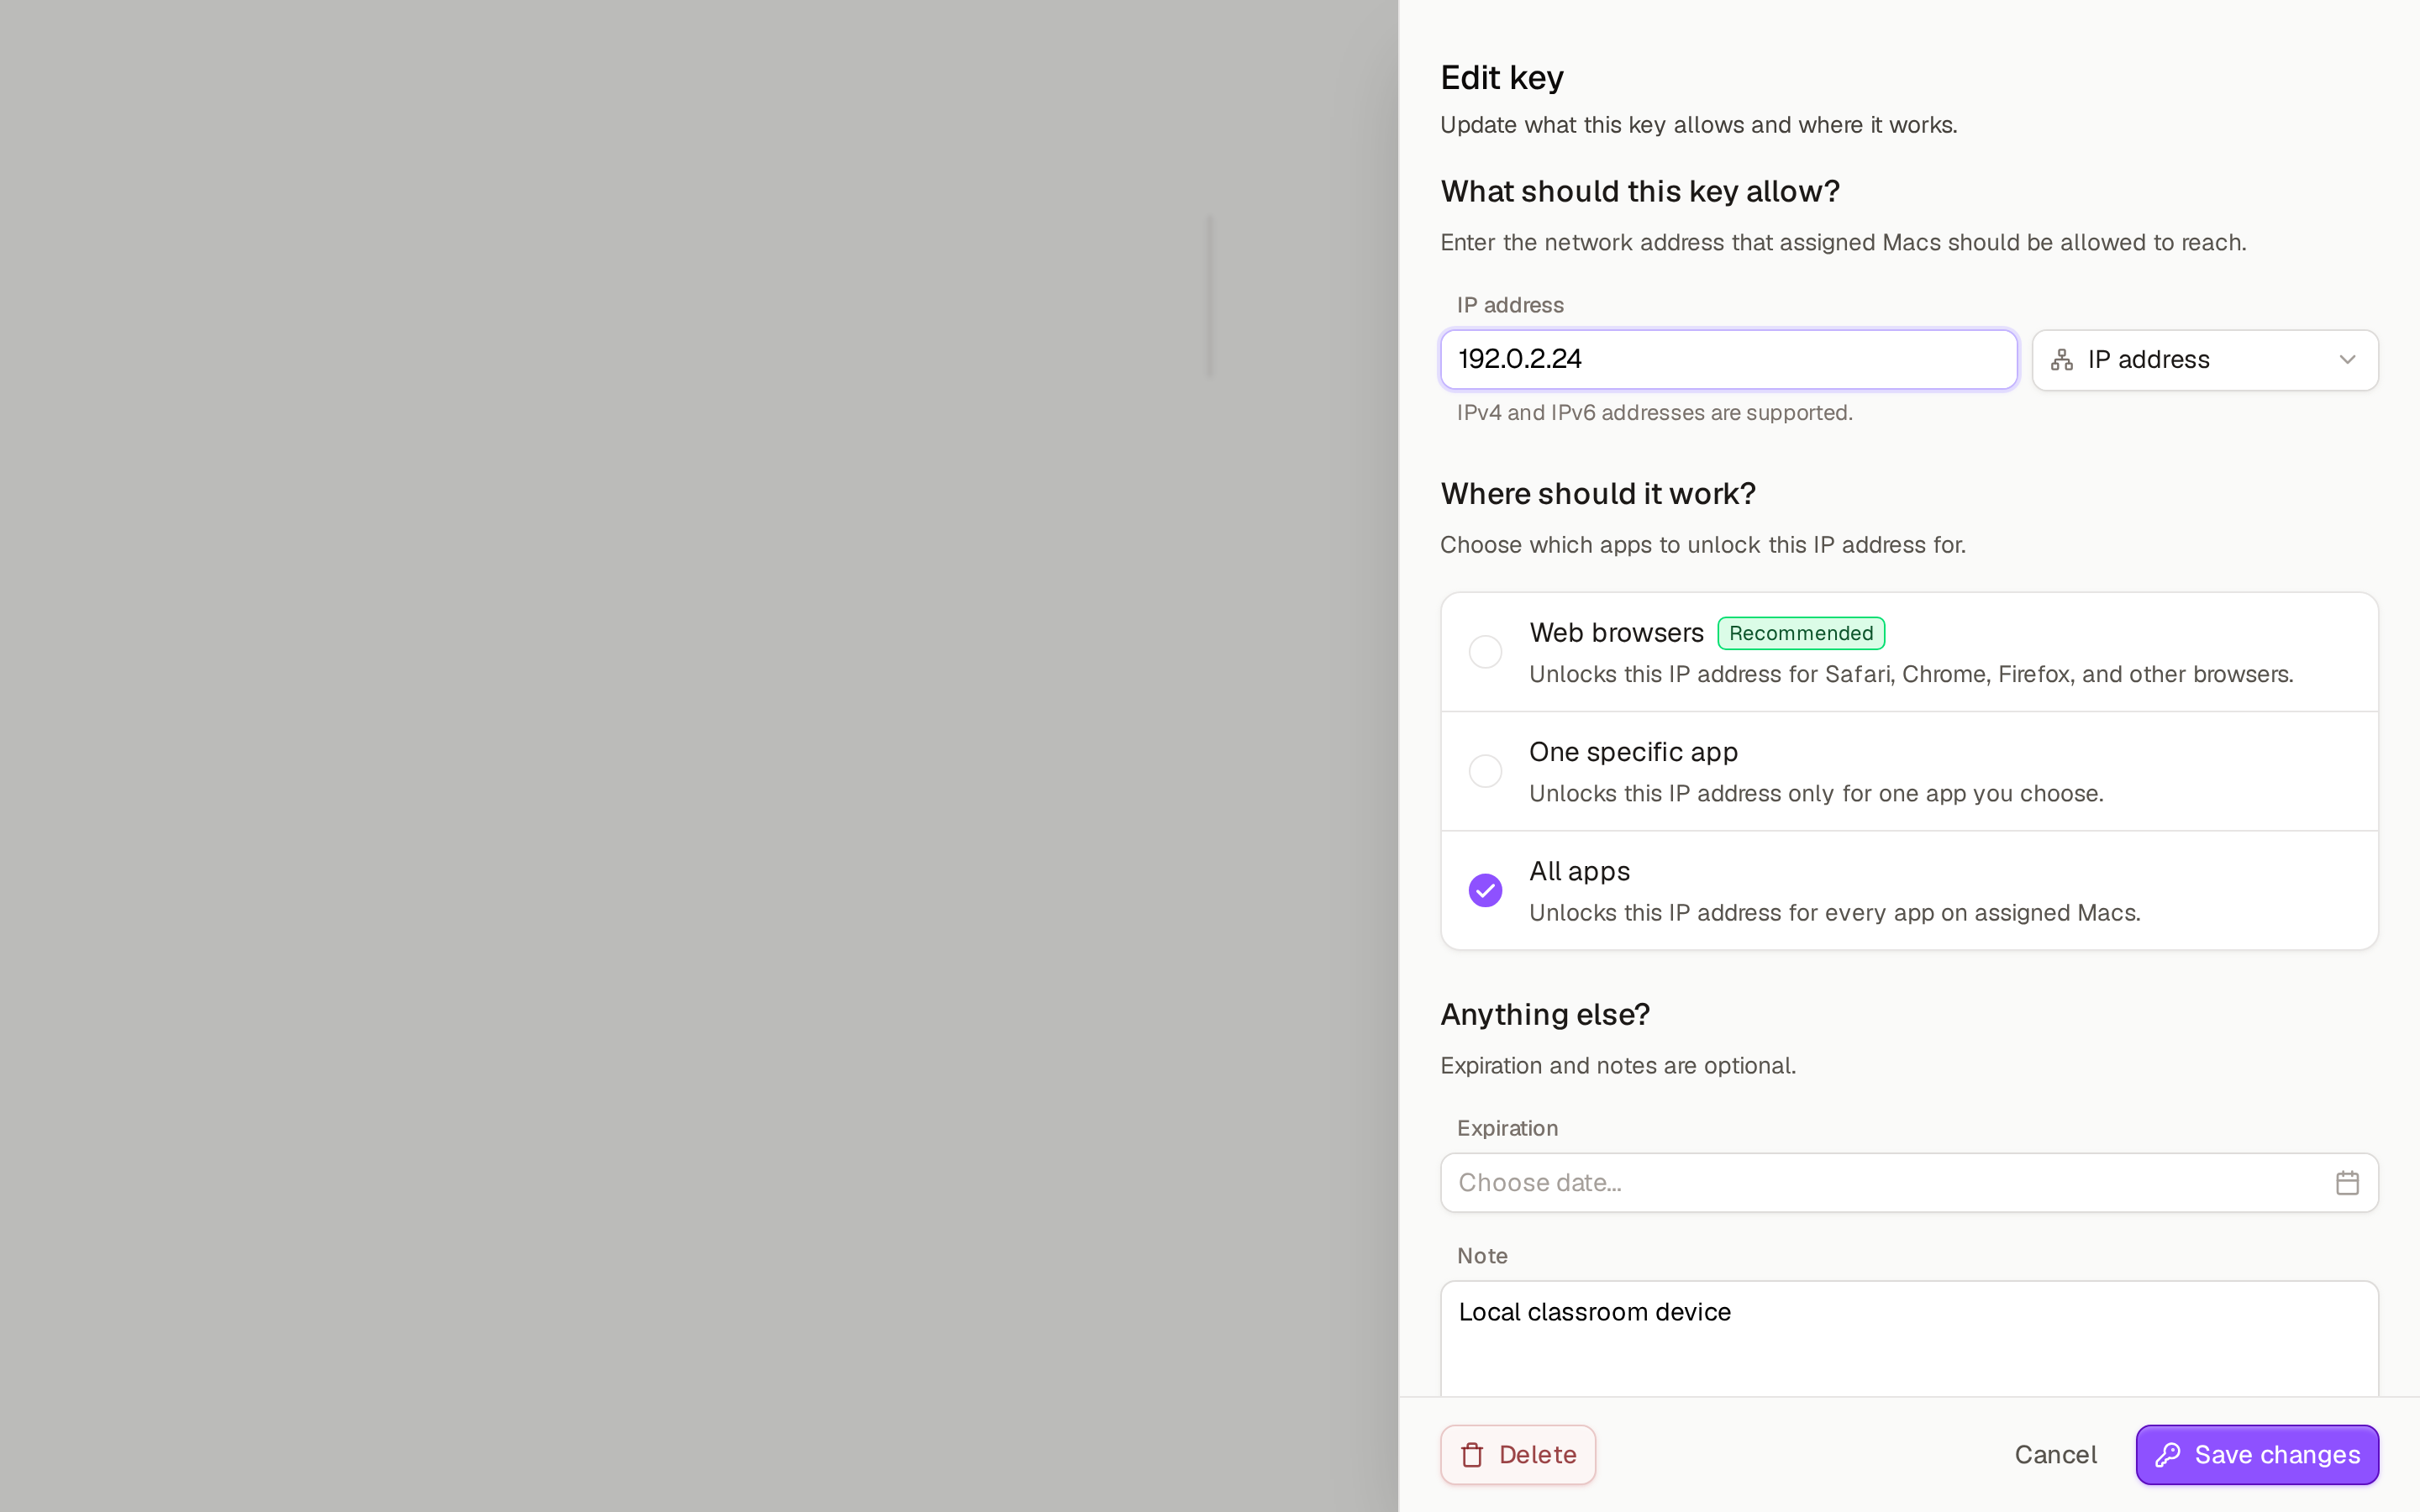 Edit key
Update what this key allows and where it works.
What should this key allow?
Enter the network address that assigned Macs should be allowed to reach.
IP address
192.0.2.24
IP address
IPv4 and IPv6 addresses are supported.
Where should it work?
Choose which apps to unlock this IP address for.
Web browsers Recommended
Unlocks this IP address for Safari, Chrome, Firefox, and other browsers.
One specific app
Unlocks this IP address only for one app you choose.
All apps
Unlocks this IP address for every app on assigned Macs.
Anything else?
Expiration and notes are optional.
Expiration
Choose date...
Note
Local classroom device
Delete
Cancel
Save changes